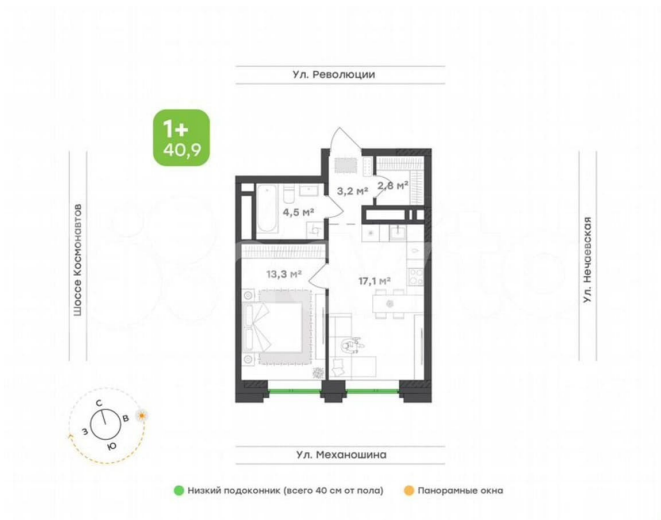 Ул. Революции
1+
40,9
3,2 м²
2,8 м²
4,5 м²
13,3 м²
17,1 м²
Шоссе Космонавтов
Ул. Нечаевская
С
В
З
Ю
Ул. Механошина
Низкий подоконник (всего 40 см от пола)
Панорамные окна